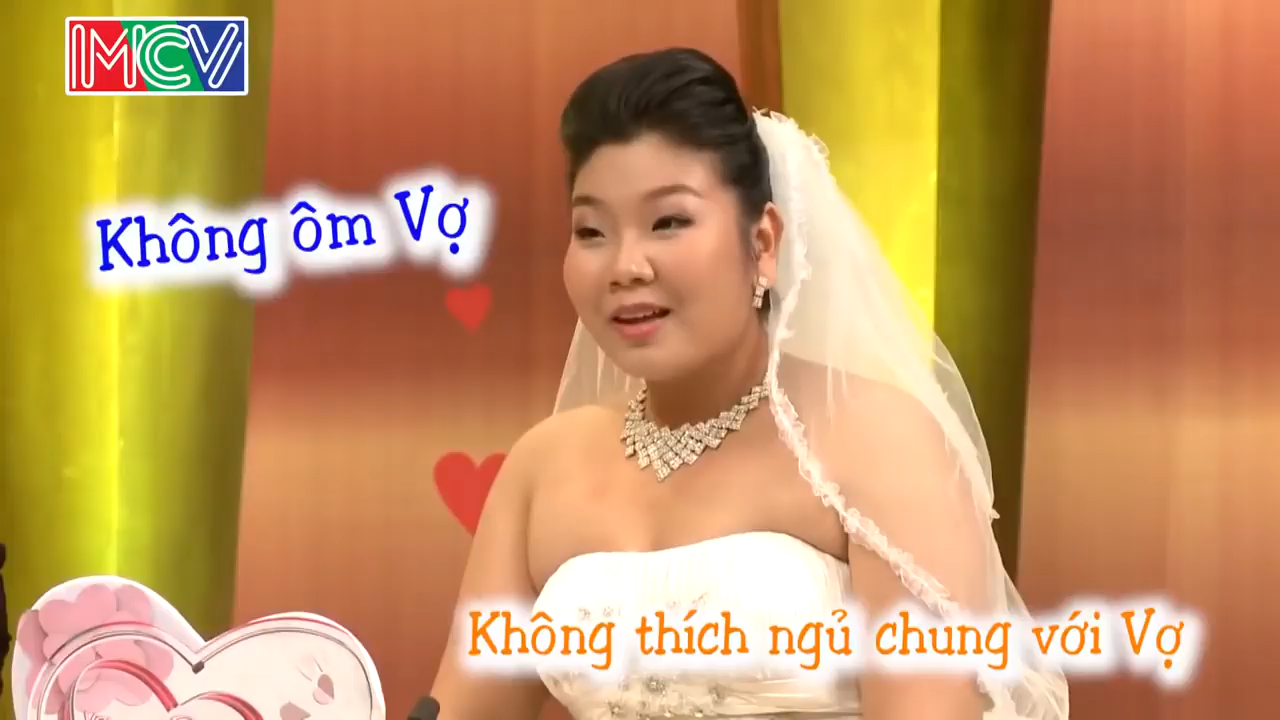 MCV
Không ôm Vợ
Không thích ngủ chung với Vợ